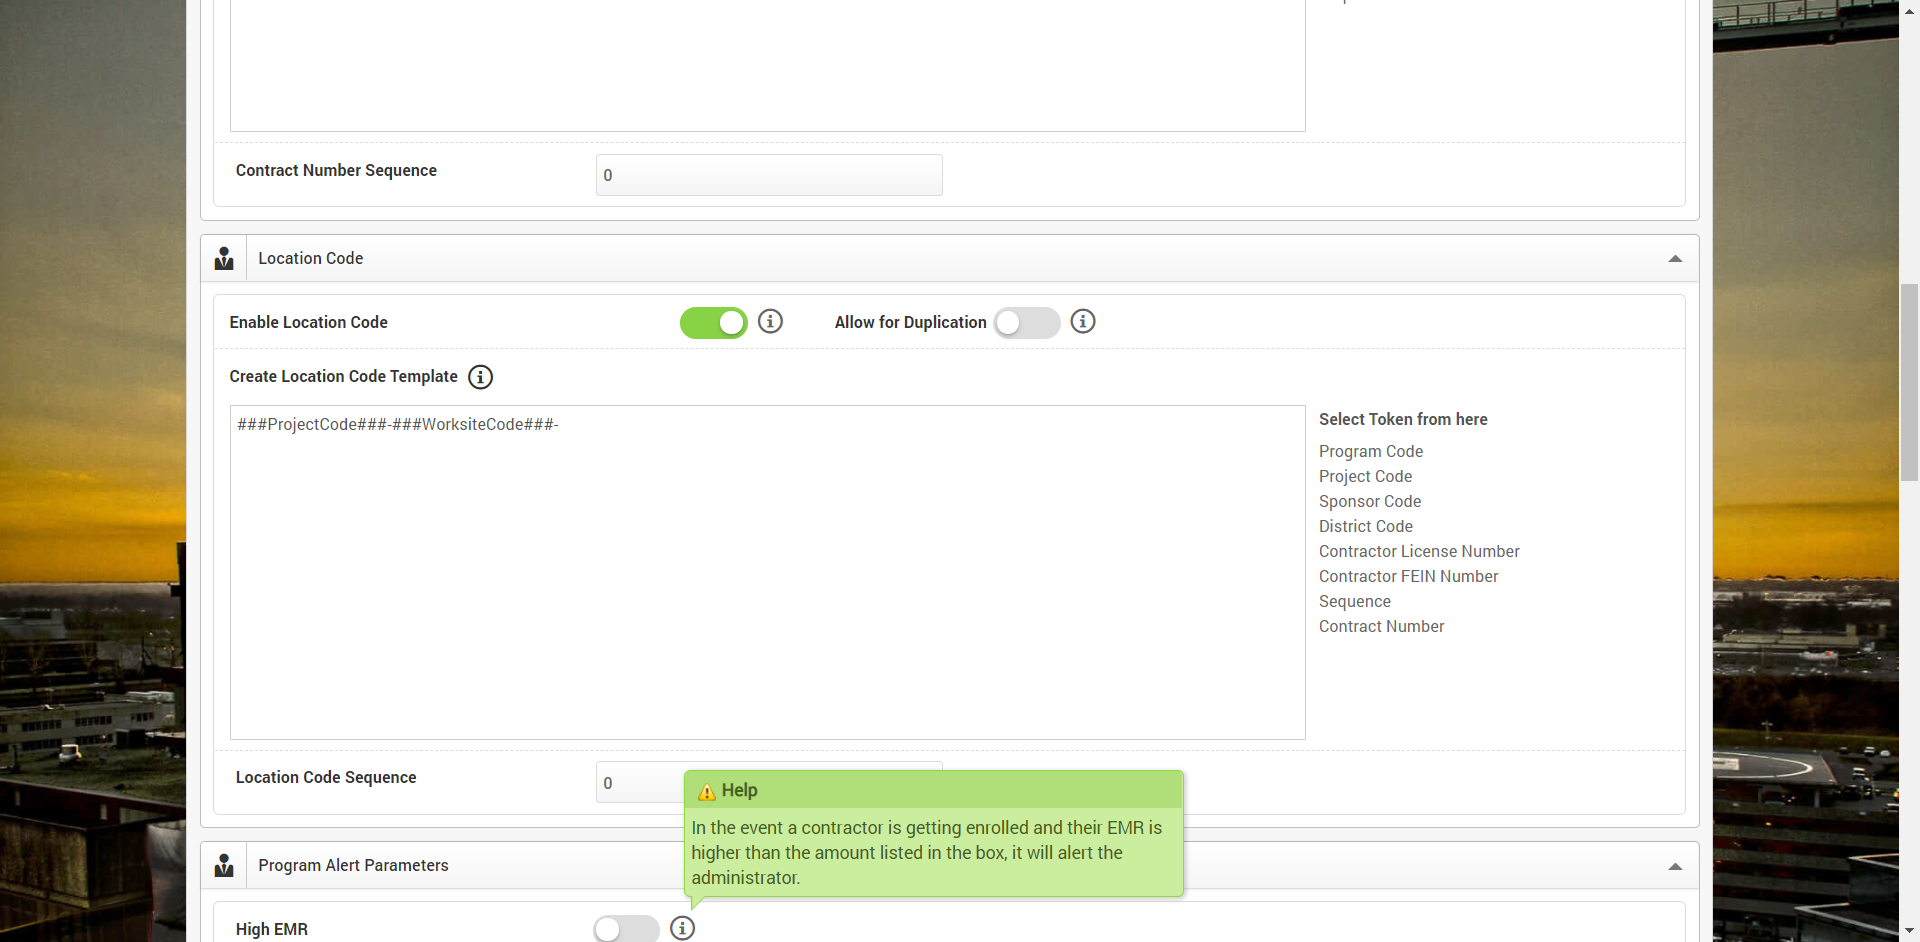 Contract Number Sequence
0
Location Code
Enable Location Code
Allow for Duplication
Create Location Code Template
###ProjectCode###-###WorksiteCode###-
Select Token from here
Program Code
Project Code
Sponsor Code
District Code
Contractor License Number
Contractor FEIN Number
Sequence
Contract Number
Location Code Sequence
0
Help
In the event a contractor is getting enrolled and their EMR is
higher than the amount listed in the box, it will alert the
administrator.
Program Alert Parameters
High EMR